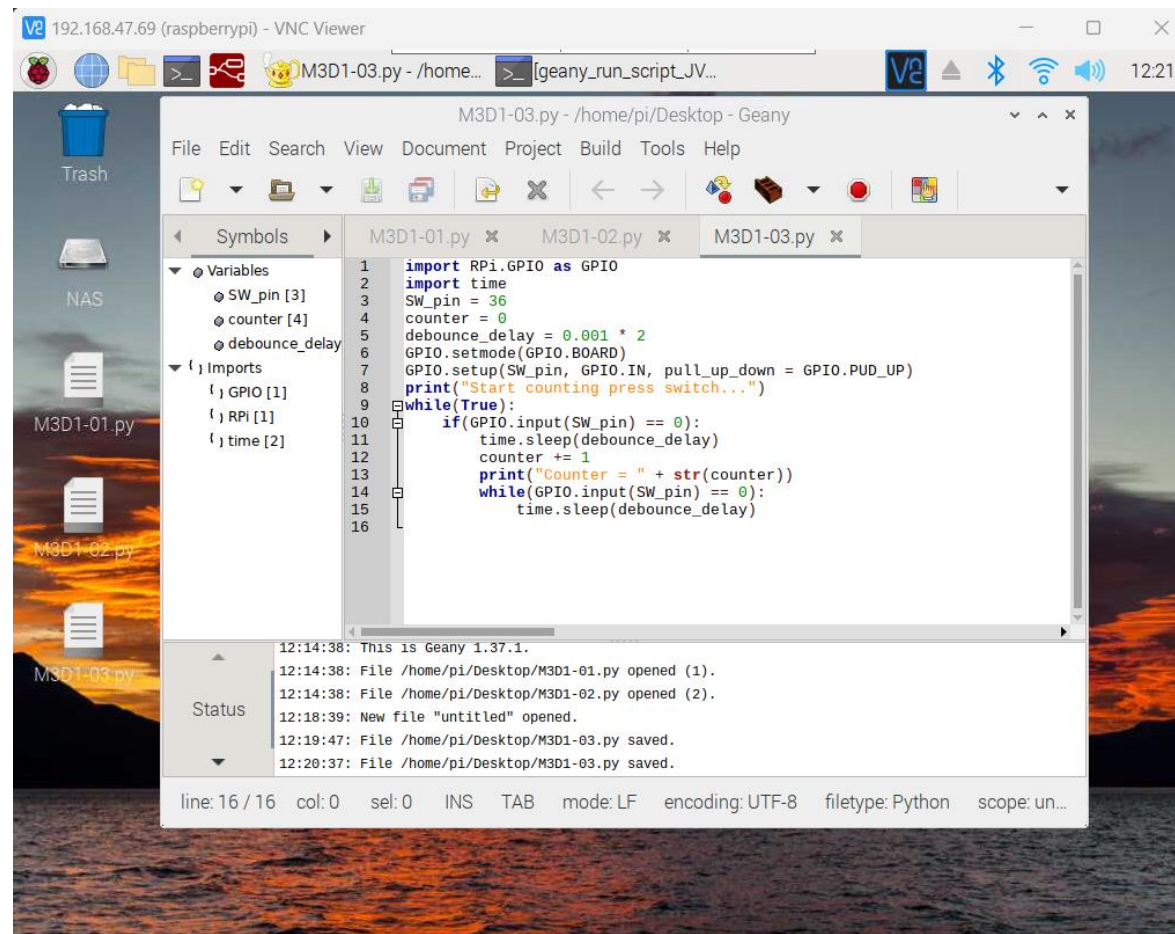 192.168.47.69 (raspberrypi) - VNC Viewer
M3D1-03.py - /home...
[geany_run_script_JV...
12:21
Trash
NAS
M3D1-01.py
M3D1-02.py
M3D1-03.py
M3D1-03.py - /home/pi/Desktop - Geany
File Edit Search View Document Project Build Tools Help
Symbols
M3D1-01.py
M3D1-02.py
M3D1-03.py
Variables
SW_pin [3]
counter [4]
debounce_delay
Imports
GPIO [1]
RPi [1]
time [2]
1 import RPi.GPIO as GPIO
2 import time
3 SW_pin = 36
4 counter = 0
5 debounce_delay = 0.001 * 2
6 GPIO.setmode(GPIO.BOARD)
7 GPIO.setup(SW_pin, GPIO.IN, pull_up_down = GPIO.PUD_UP)
8 print("Start counting press switch...")
9 while(True):
10 if(GPIO.input(SW_pin) == 0):
11 time.sleep(debounce_delay)
12 counter += 1
13 print("Counter = " + str(counter))
14 while(GPIO.input(SW_pin) == 0):
15 time.sleep(debounce_delay)
16
Status
12:14:38: This is Geany 1.37.1.
12:14:38: File /home/pi/Desktop/M3D1-01.py opened (1).
12:14:38: File /home/pi/Desktop/M3D1-02.py opened (2).
12:18:39: New file "untitled" opened.
12:19:47: File /home/pi/Desktop/M3D1-03.py saved.
12:20:37: File /home/pi/Desktop/M3D1-03.py saved.
line: 16 / 16 col: 0 sel: 0 INS TAB mode: LF encoding: UTF-8 filetype: Python scope: un...